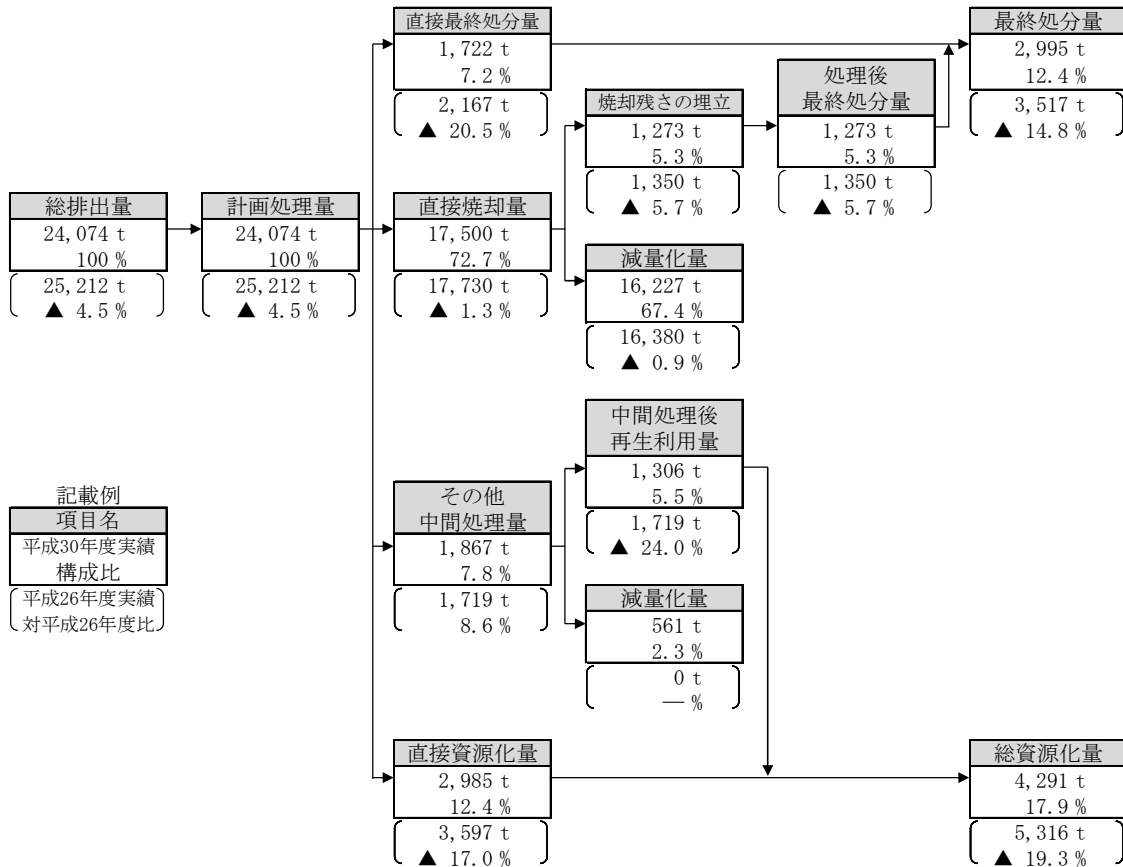 直接最終処分量
1,722 t
7.2 %
2,167 t
▲ 20.5 %
最終処分量
2,995 t
12.4 %
3,517 t
▲ 14.8 %
焼却残さの埋立
1,273 t
5.3 %
1,350 t
▲ 5.7 %
処理後
最終処分量
1,273 t
5.3 %
1,350 t
▲ 5.7 %
総排出量
24,074 t
100 %
25,212 t
▲ 4.5 %
計画処理量
24,074 t
100 %
25,212 t
▲ 4.5 %
直接焼却量
17,500 t
72.7 %
17,730 t
▲ 1.3 %
減量化量
16,227 t
67.4 %
16,380 t
▲ 0.9 %
中間処理後
再生利用量
1,306 t
5.5 %
1,719 t
▲ 24.0 %
記載例
項目名
平成30年度実績
構成比
平成26年度実績
対平成26年度比
その他
中間処理量
1,867 t
7.8 %
1,719 t
8.6 %
減量化量
561 t
2.3 %
0 t
― %
直接資源化量
2,985 t
12.4 %
3,597 t
▲ 17.0 %
総資源化量
4,291 t
17.9 %
5,316 t
▲ 19.3 %